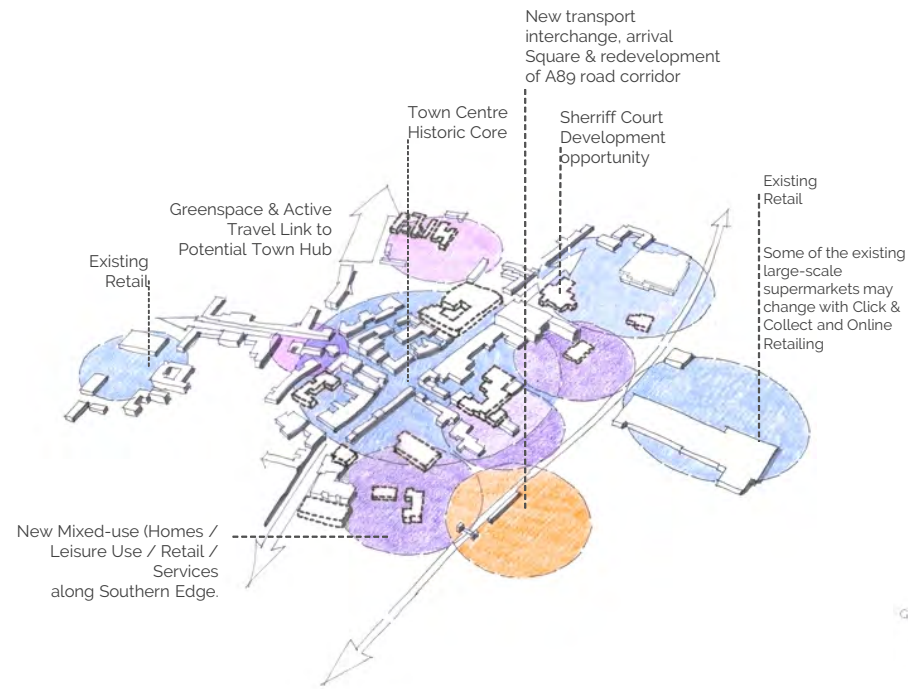 New transport
interchange, arrival
Square & redevelopment
of A89 road corridor
Town Centre
Historic Core
Sherriff Court
Development
opportunity
Existing
Retail
Greenspace & Active
Travel Link to
Potential Town Hub
Existing
Retail
Some of the existing
large-scale
supermarkets may
change with Click &
Collect and Online
Retailing
New Mixed-use (Homes /
Leisure Use / Retail /
Services
along Southern Edge.
G